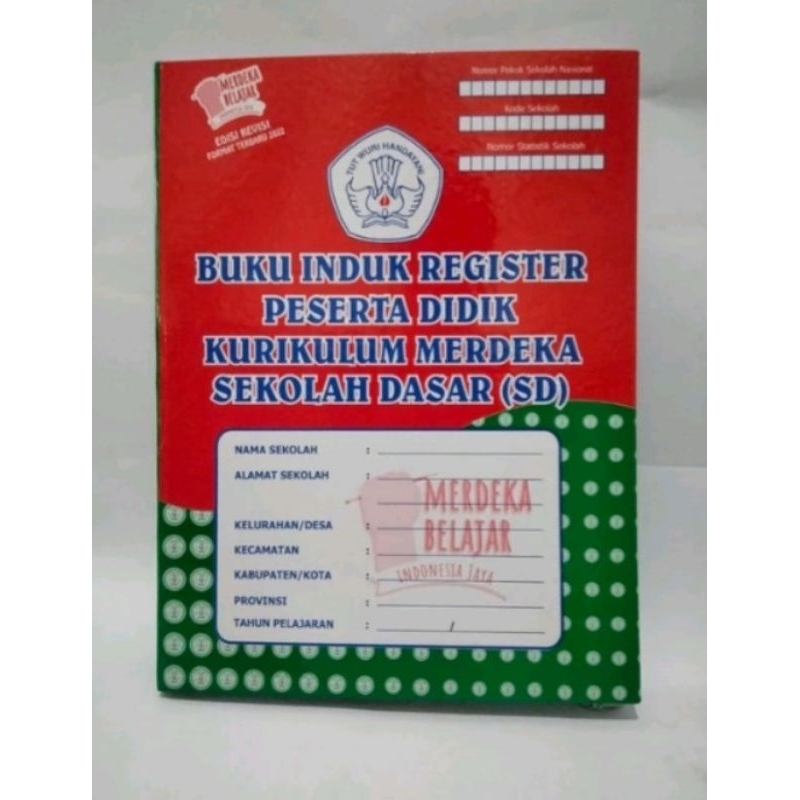 MERDEKA
BELAJAR
EDISI REVISI
FORMAT TERBARU 2022
Nomor Pokok Sekolah Nasional
Kode Sekolah
Nomor Statistik Sekolah
TUT WURI HANDAYANI
BUKU INDUK REGISTER
PESERTA DIDIK
KURIKULUM MERDEKA
SEKOLAH DASAR (SD)
NAMA SEKOLAH :
ALAMAT SEKOLAH :
KELURAHAN/DESA :
KECAMATAN :
KABUPATEN/KOTA :
PROVINSI :
TAHUN PELAJARAN : /
MERDEKA
BELAJAR
INDONESIA JAYA